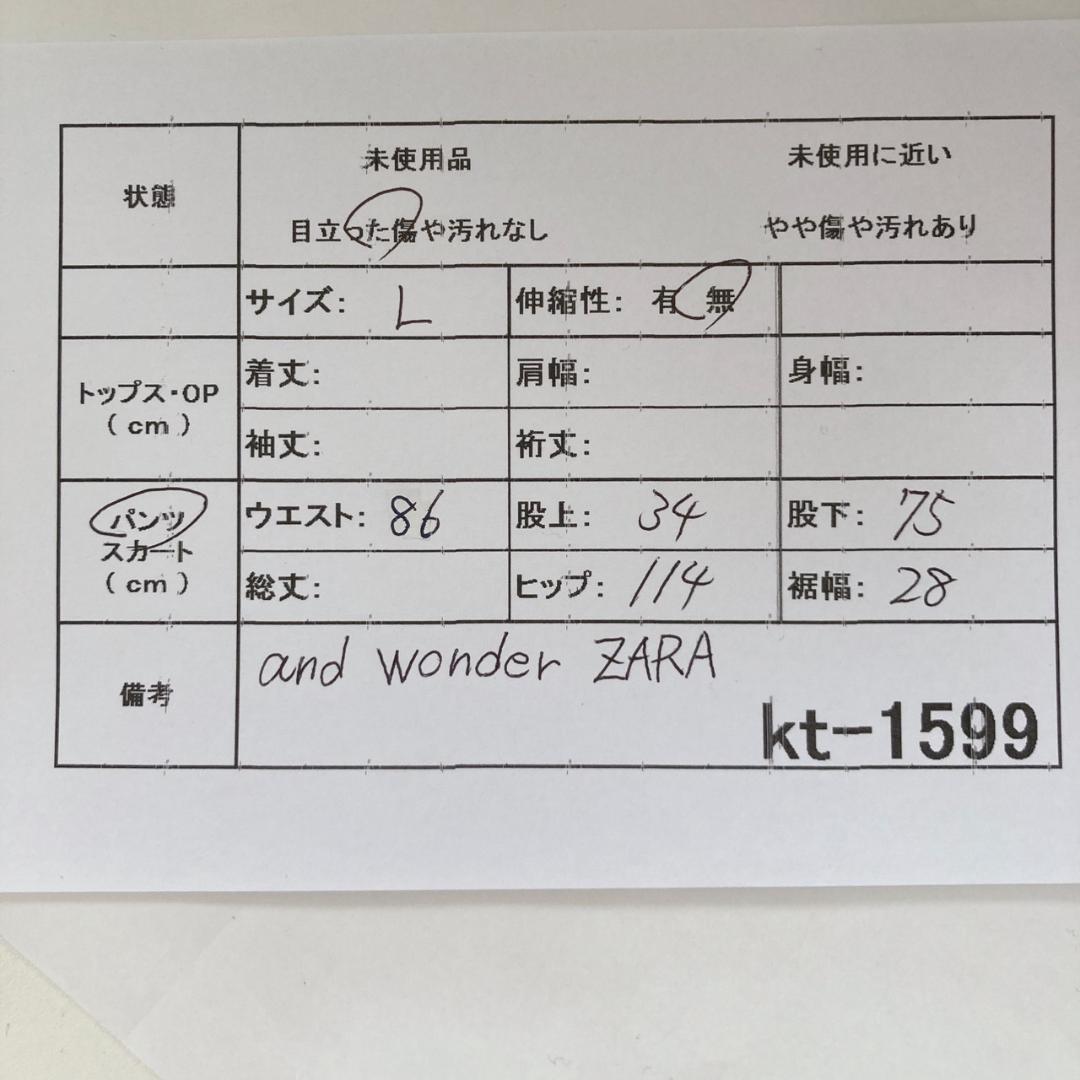 状態 未使用品 未使用に近い
目立った傷や汚れなし やや傷や汚れあり
サイズ: L 伸縮性: 有 無
トップス・OP
(cm)
着丈: 肩幅: 身幅:
袖丈: 裄丈:
パンツ
スカート
(cm)
ウエスト: 86 股上: 34 股下: 75
総丈: ヒップ: 114 裾幅: 28
備考 and wonder ZARA
kt-1599